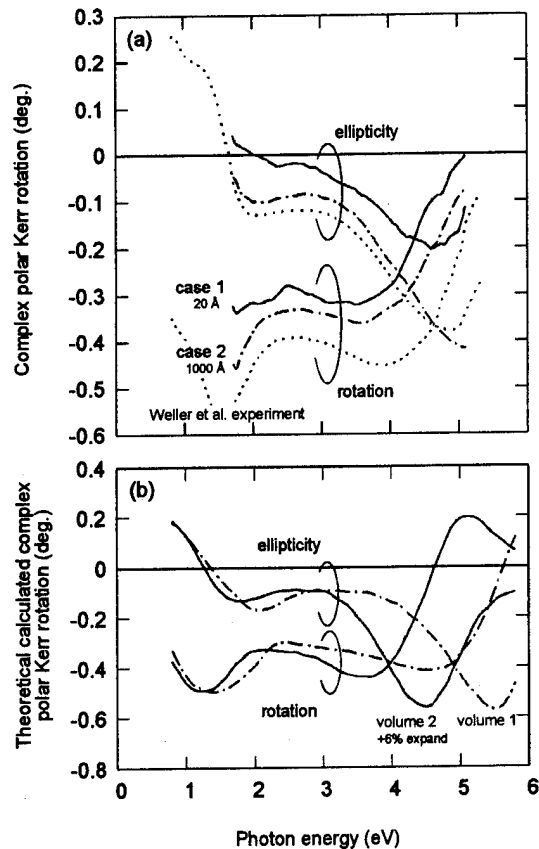 (a)
0.3
0.2
0.1
0
-0.1
-0.2
-0.3
-0.4
-0.5
-0.6
Complex polar Kerr rotation (deg.)
ellipticity
case 1
20 Å
case 2
1000 Å
rotation
Weller et al. experiment
(b)
0.4
0.2
0
-0.2
-0.4
-0.6
-0.8
Theoretical calculated complex
polar Kerr rotation (deg.)
ellipticity
rotation
volume 2
+6% expand
volume 1
0 1 2 3 4 5 6
Photon energy (eV)